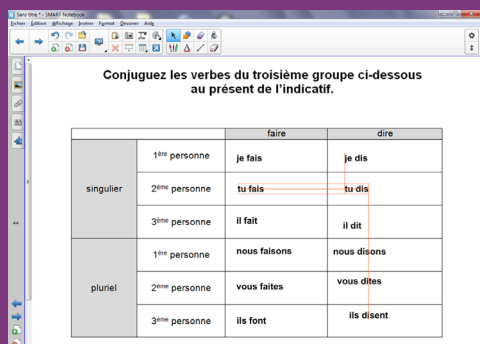 Sans titre * - SMART Notebook
Fichier Édition Affichage Insérer Format Dessiner Aide
Conjuguez les verbes du troisième groupe ci-dessous
au présent de l'indicatif.
faire dire
singulier
1ère personne je fais je dis
2ème personne tu fais tu dis
3ème personne il fait il dit
pluriel
1ère personne nous faisons nous disons
2ème personne vous faites vous dites
3ème personne ils font ils disent